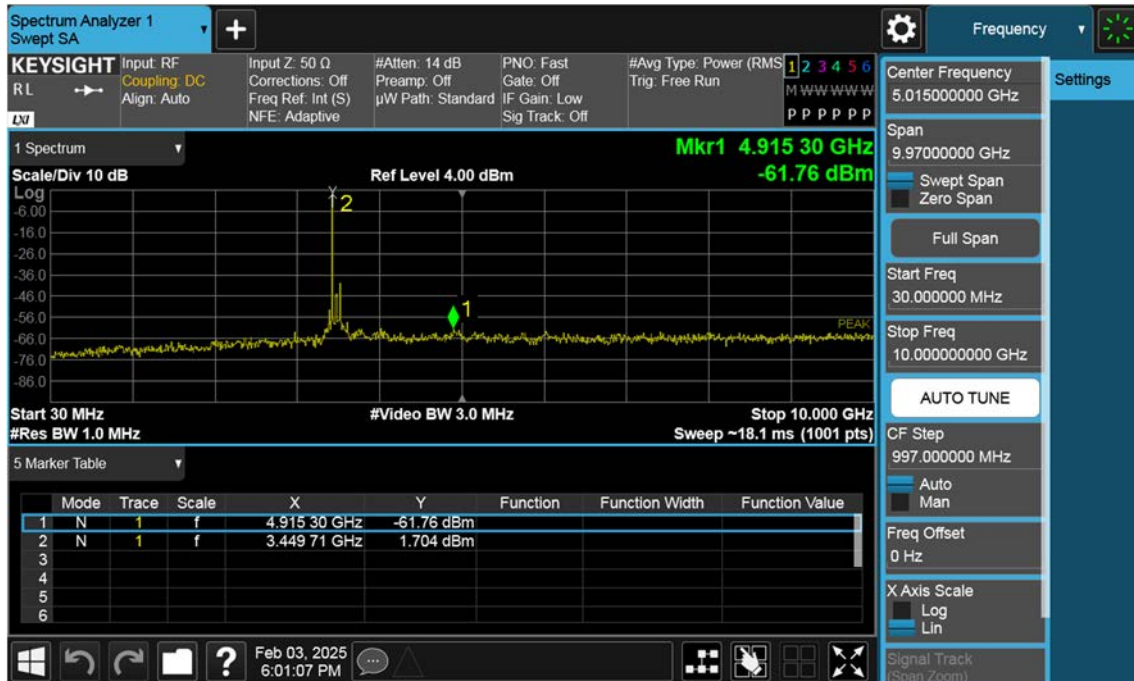 Spectrum Analyzer 1
Swept SA
Frequency
KEYSIGHT
RL
LXI
Input: RF
Coupling: DC
Align: Auto
Input Z: 50 Ω
Corrections: Off
Freq Ref: Int (S)
NFE: Adaptive
#Atten: 14 dB
Preamp: Off
µW Path: Standard
PNO: Fast
Gate: Off
IF Gain: Low
Sig Track: Off
#Avg Type: Power (RMS
Trig: Free Run
1 2 3 4 5 6
M W W W W W
P P P P P P
1 Spectrum
Scale/Div 10 dB
Ref Level 4.00 dBm
Mkr1 4.915 30 GHz
-61.76 dBm
Log
-6.00
-16.0
-26.0
-36.0
-46.0
-56.0
-66.0
-76.0
-86.0
2
1
PEAK
Start 30 MHz
#Video BW 3.0 MHz
Stop 10.000 GHz
#Res BW 1.0 MHz
Sweep ~18.1 ms (1001 pts)
5 Marker Table
Mode Trace Scale X Y Function Function Width Function Value
1 N 1 f 4.915 30 GHz -61.76 dBm
2 N 1 f 3.449 71 GHz 1.704 dBm
3
4
5
6
Feb 03, 2025
6:01:07 PM
Center Frequency
5.015000000 GHz
Settings
Span
9.97000000 GHz
Swept Span
Zero Span
Full Span
Start Freq
30.000000 MHz
Stop Freq
10.000000000 GHz
AUTO TUNE
CF Step
997.000000 MHz
Auto
Man
Freq Offset
0 Hz
X Axis Scale
Log
Lin
Signal Track
(Span Zoom)